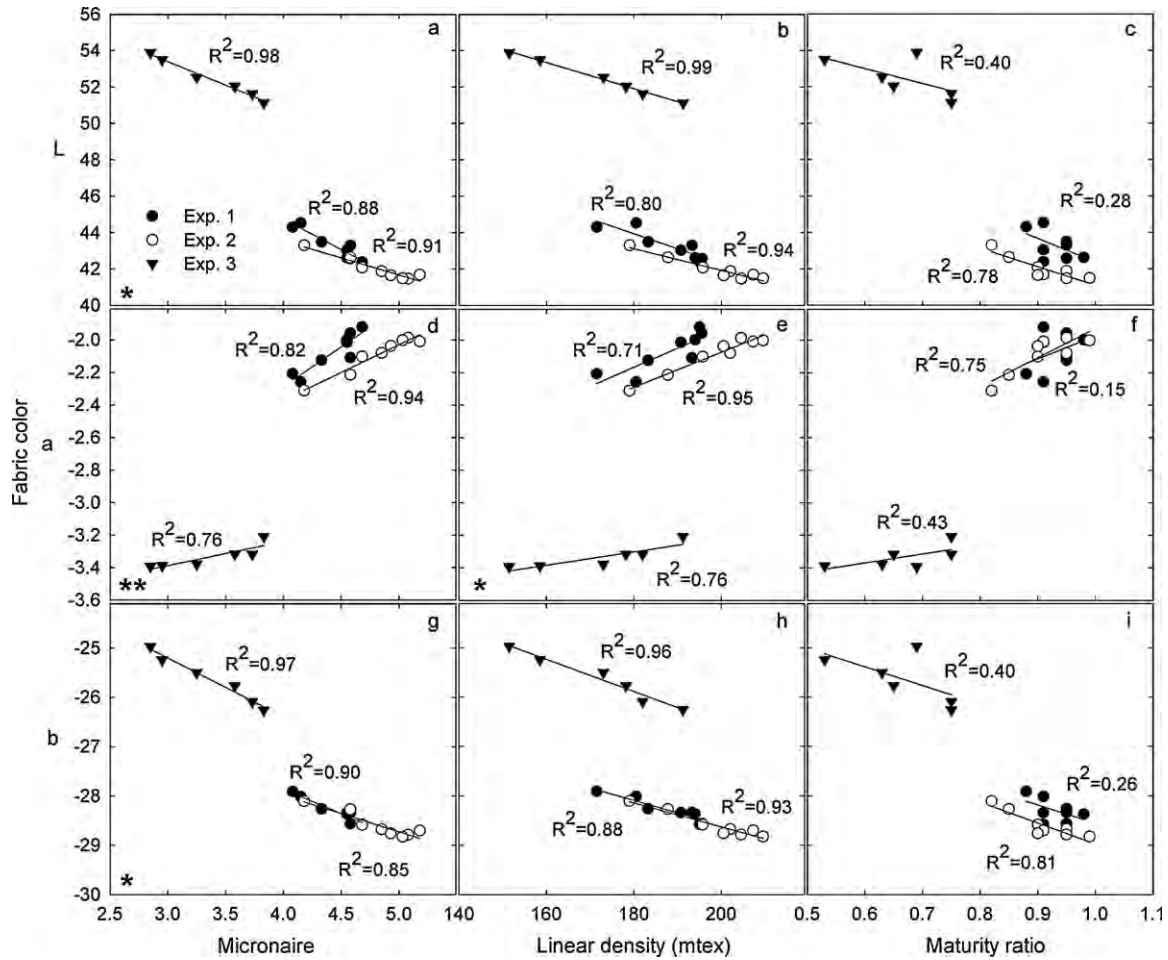 56
54
52
50
L 48
46
44
42
40
a
R²=0.98
R²=0.88
R²=0.91
Exp. 1
Exp. 2
Exp. 3
*
b
R²=0.99
R²=0.80
R²=0.94
c
R²=0.40
R²=0.28
R²=0.78
Fabric color
a
-2.0
-2.2
-2.4
-2.6
-2.8
-3.0
-3.2
-3.4
-3.6
d
R²=0.82
R²=0.94
R²=0.76
**
e
R²=0.71
R²=0.95
R²=0.76
*
f
R²=0.75
R²=0.15
R²=0.43
b
-25
-26
-27
-28
-29
-30
g
R²=0.97
R²=0.90
R²=0.85
*
h
R²=0.96
R²=0.93
R²=0.88
i
R²=0.40
R²=0.26
R²=0.81
2.5 3.0 3.5 4.0 4.5 5.0 140 160 180 200 0.5 0.6 0.7 0.8 0.9 1.0 1.1
Micronaire Linear density (mtex) Maturity ratio